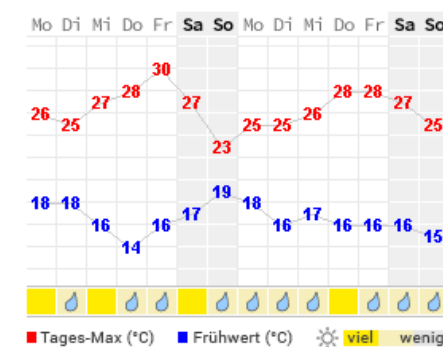 Mo Di Mi Do Fr Sa So Mo Di Mi Do Fr Sa So
26 25 27 28 30 27 23 25 25 26 28 28 27 25
18 18 16 14 16 17 19 18 16 17 16 16 16 15
Tages-Max (°C) Frühwert (°C) viel wenig